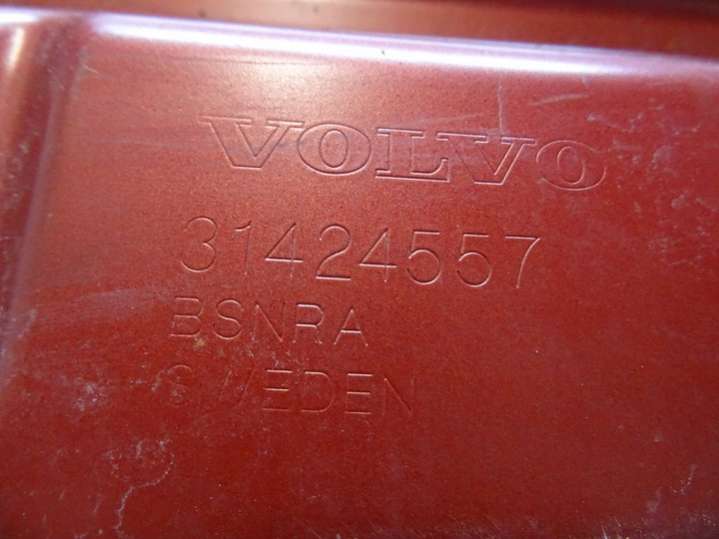 VOLVO
31424557
BSNRA
SWEDEN